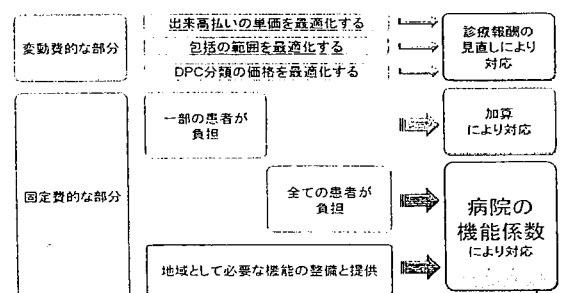 変動費的な部分
出来高払いの単価を最適化する
包括の範囲を最適化する
DPC分類の価格を最適化する
診療報酬の
見直しにより
対応
固定費的な部分
一部の患者が
負担
加算
により対応
全ての患者が
負担
地域として必要な機能の整備と提供
病院の
機能係数
により対応